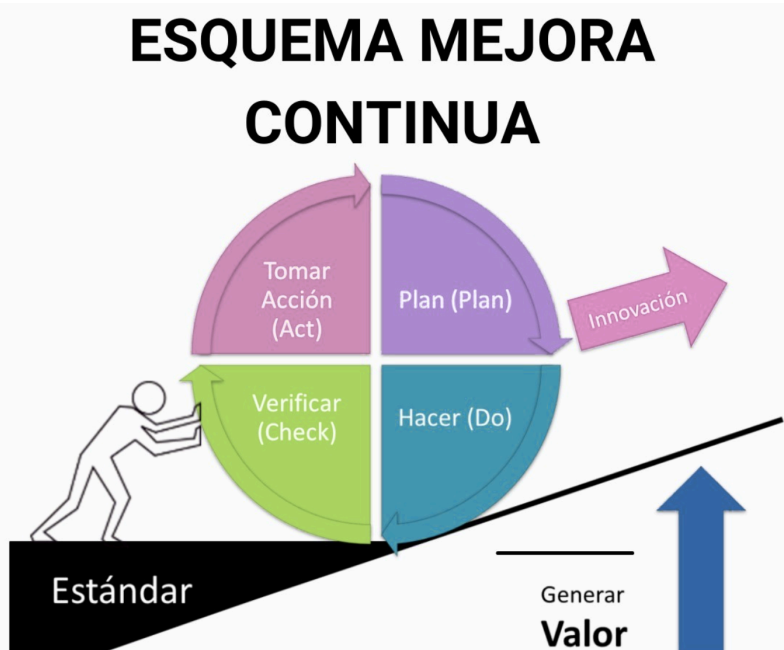 ESQUEMA MEJORA
CONTINUA
Tomar
Acción
(Act)
Plan (Plan)
Innovación
Verificar
(Check)
Hacer (Do)
Estándar
Generar
Valor